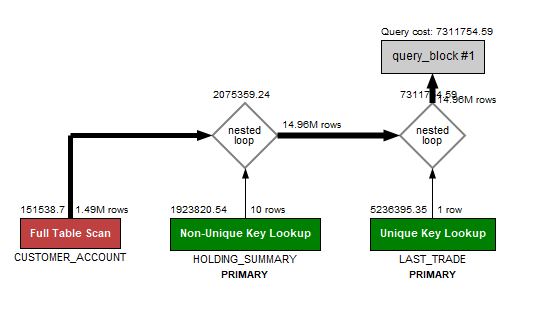 Query cost: 7311754.59
query_block #1
2075359.24
7311754.59
14.96M rows
nested
loop
14.96M rows
nested
loop
151538.7
1.49M rows
1923820.54
10 rows
5236395.35
1 row
Full Table Scan
Non-Unique Key Lookup
Unique Key Lookup
CUSTOMER_ACCOUNT
HOLDING_SUMMARY
LAST_TRADE
PRIMARY
PRIMARY